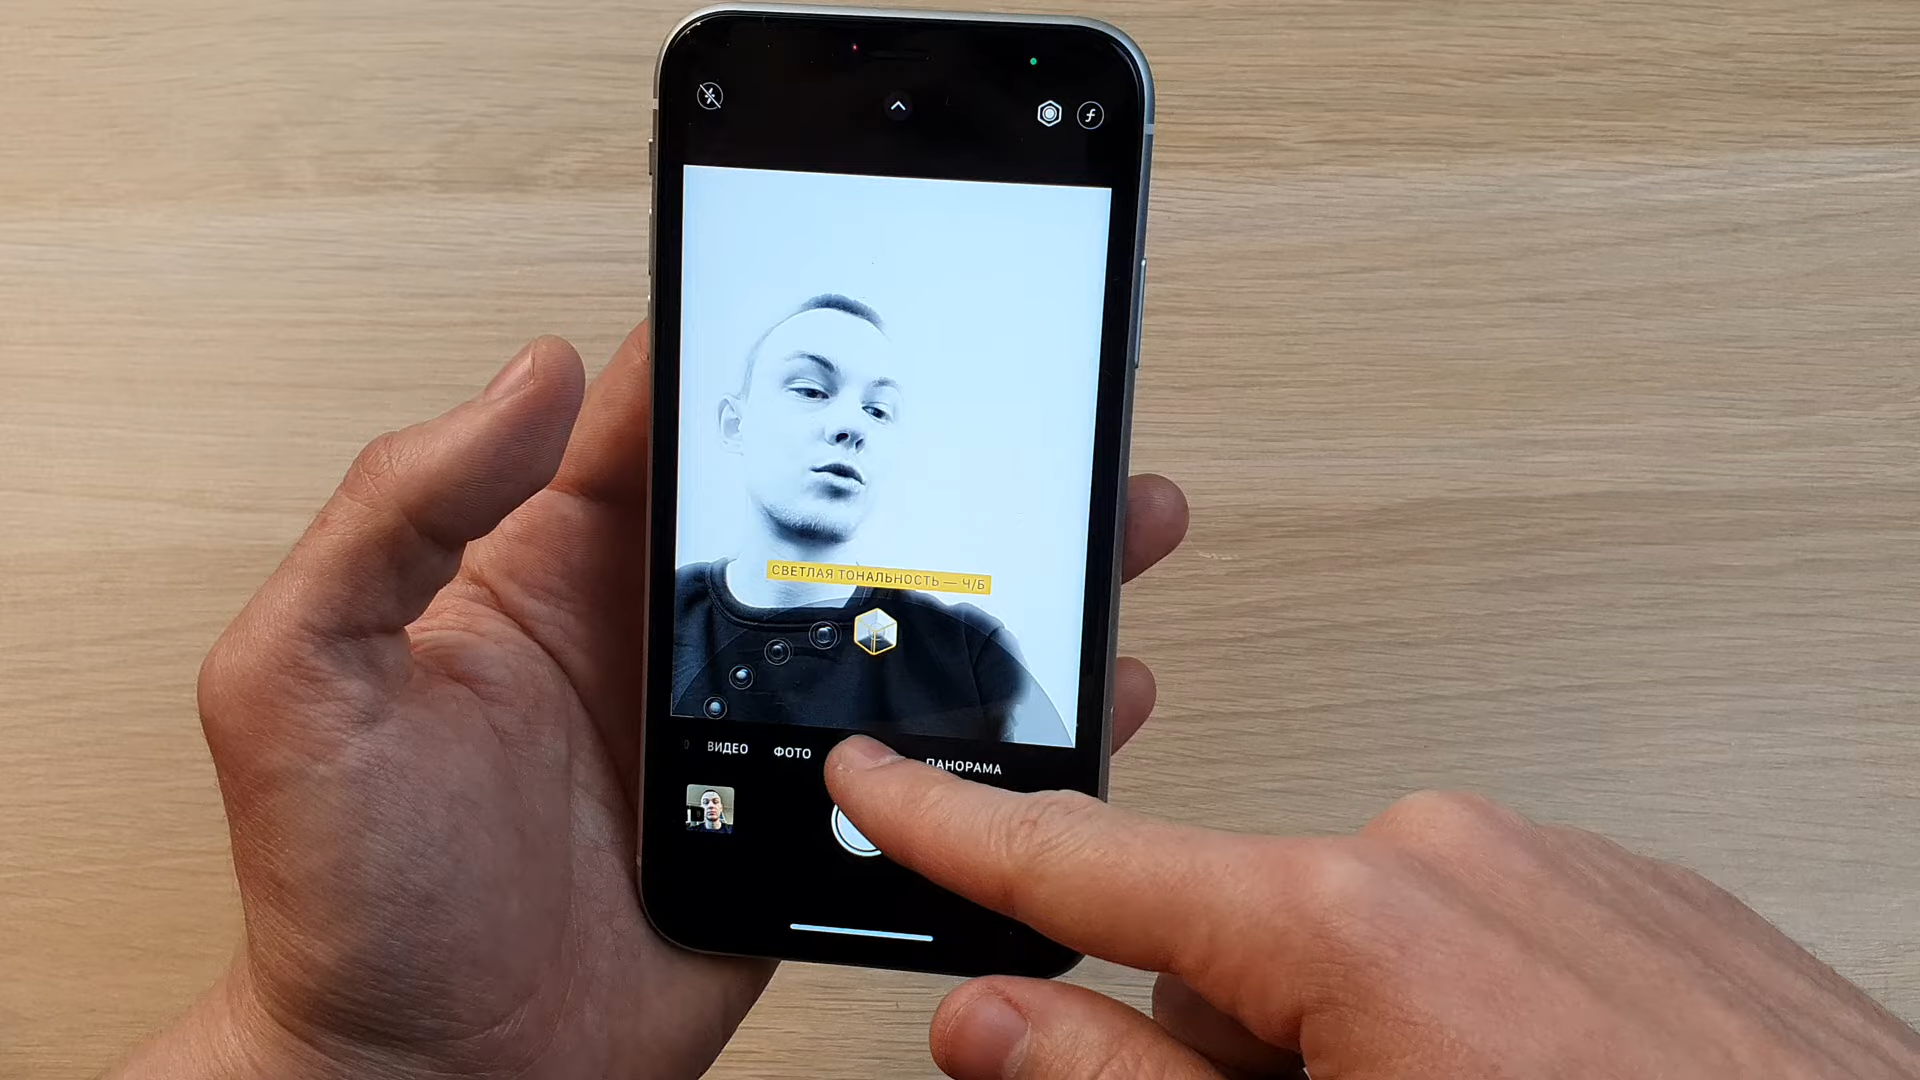 СВЕТЛАЯ ТОНАЛЬНОСТЬ — Ч/Б
ВИДЕО ФОТО ПАНОРАМА